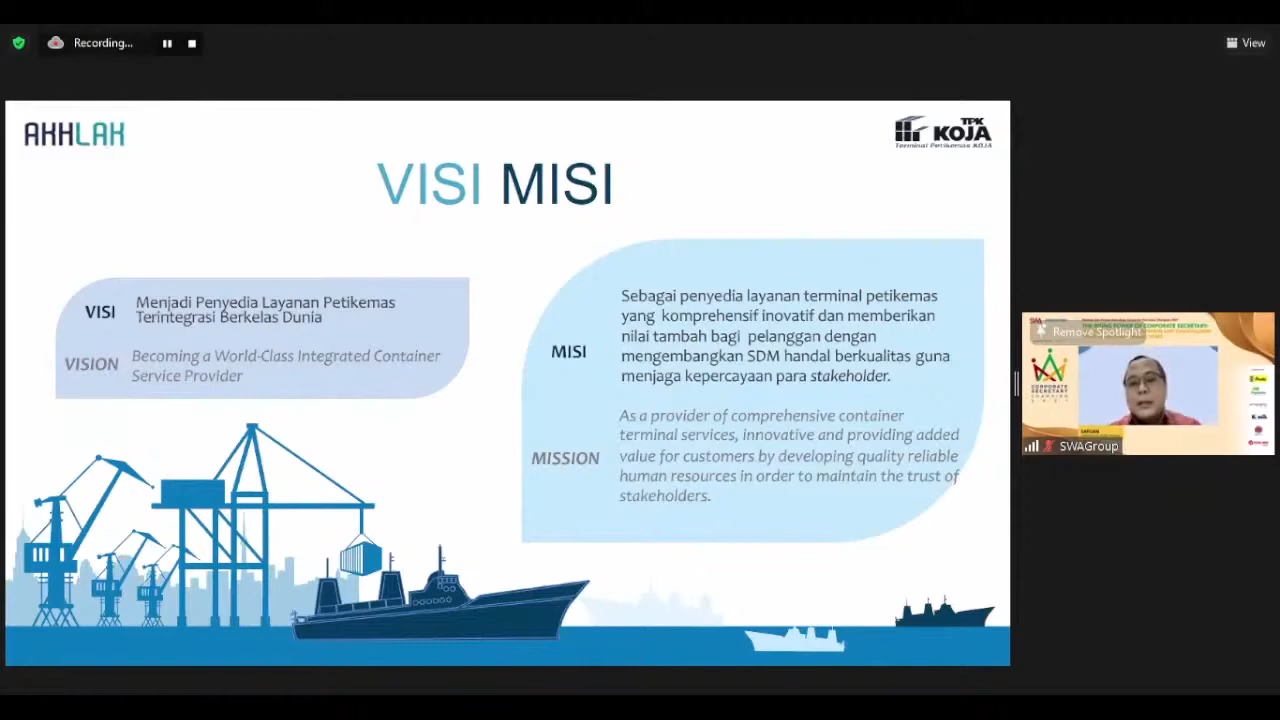 Recording...
View
AKHLAK
TPK
KOJA
Terminal Petikemas KOJA
VISI MISI
VISI
Menjadi Penyedia Layanan Petikemas
Terintegrasi Berkelas Dunia
VISION
Becoming a World-Class Integrated Container
Service Provider
MISI
Sebagai penyedia layanan terminal petikemas
yang komprehensif inovatif dan memberikan
nilai tambah bagi pelanggan dengan
mengembangkan SDM handal berkualitas guna
menjaga kepercayaan para stakeholder.
MISSION
As a provider of comprehensive container
terminal services, innovative and providing added
value for customers by developing quality reliable
human resources in order to maintain the trust of
stakeholders.
Remove Spotlight
CORPORATE
SECRETARY
SWAGroup